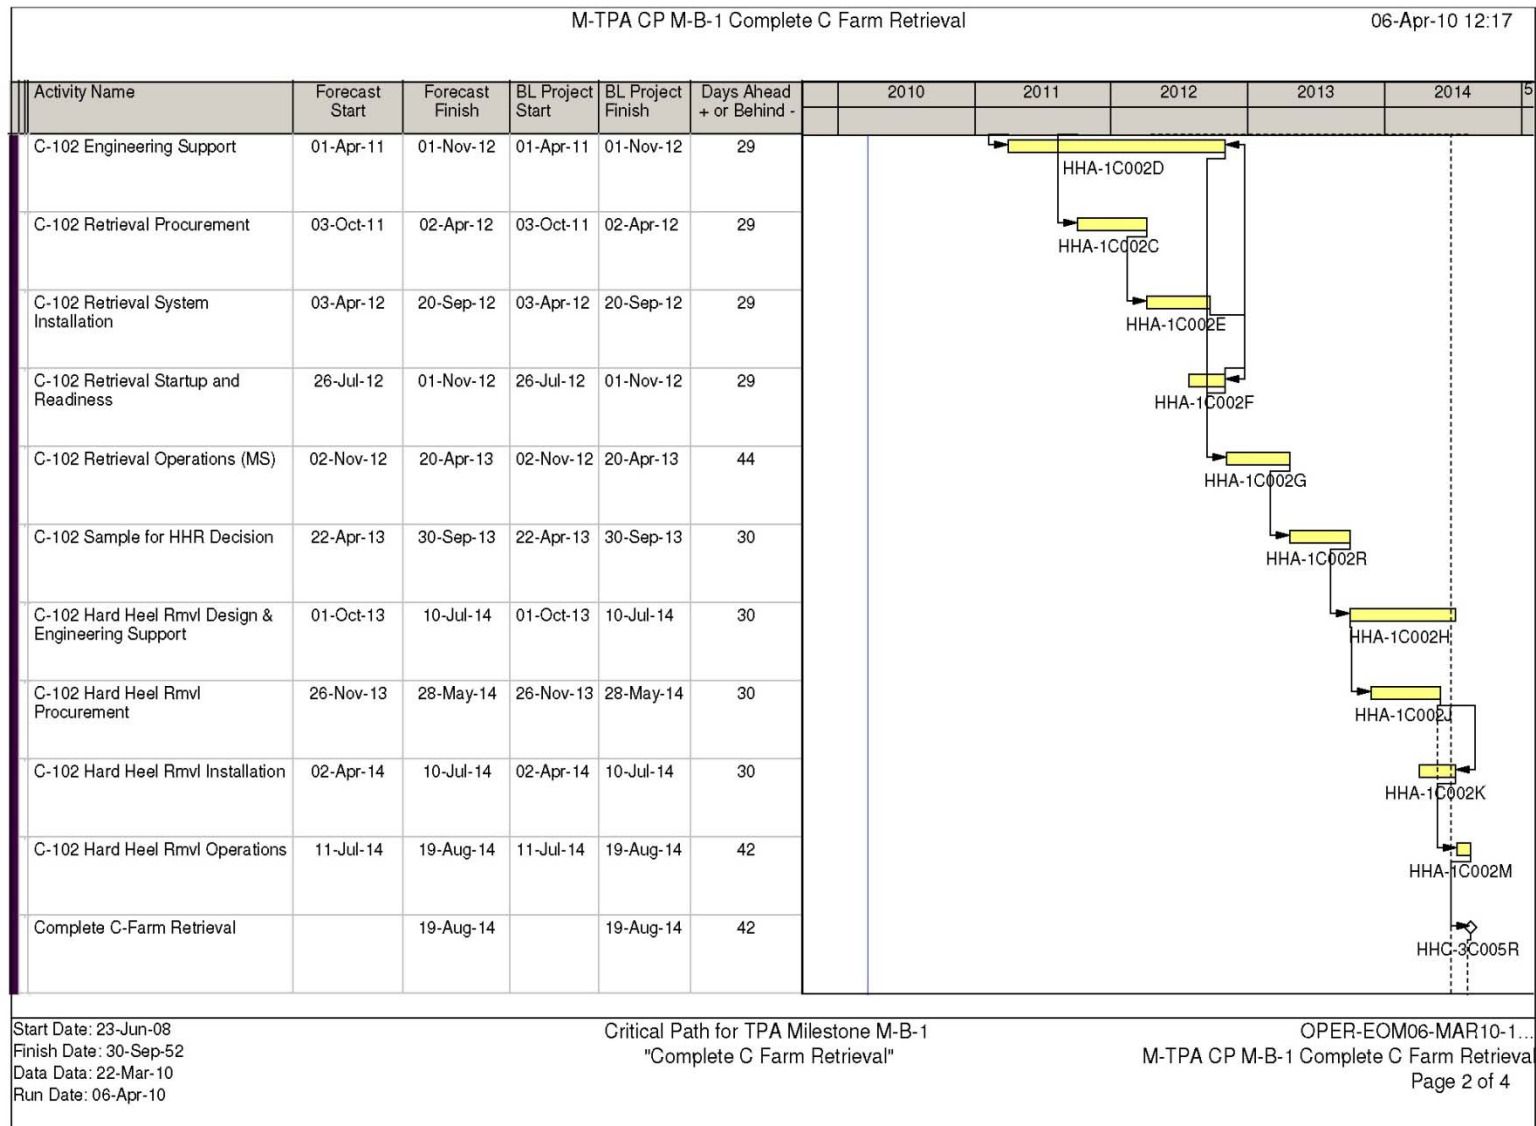 M-TPA CP M-B-1 Complete C Farm Retrieval 06-Apr-10 12:17
Activity Name Forecast Start Forecast Finish BL Project Start BL Project Finish Days Ahead + or Behind - 2010 2011 2012 2013 2014 5
C-102 Engineering Support 01-Apr-11 01-Nov-12 01-Apr-11 01-Nov-12 29
HHA-1C002D
C-102 Retrieval Procurement 03-Oct-11 02-Apr-12 03-Oct-11 02-Apr-12 29
HHA-1C002C
C-102 Retrieval System Installation 03-Apr-12 20-Sep-12 03-Apr-12 20-Sep-12 29
HHA-1C002E
C-102 Retrieval Startup and Readiness 26-Jul-12 01-Nov-12 26-Jul-12 01-Nov-12 29
HHA-1C002F
C-102 Retrieval Operations (MS) 02-Nov-12 20-Apr-13 02-Nov-12 20-Apr-13 44
HHA-1C002G
C-102 Sample for HHR Decision 22-Apr-13 30-Sep-13 22-Apr-13 30-Sep-13 30
HHA-1C002R
C-102 Hard Heel Rmvl Design & Engineering Support 01-Oct-13 10-Jul-14 01-Oct-13 10-Jul-14 30
HHA-1C002H
C-102 Hard Heel Rmvl Procurement 26-Nov-13 28-May-14 26-Nov-13 28-May-14 30
HHA-1C002J
C-102 Hard Heel Rmvl Installation 02-Apr-14 10-Jul-14 02-Apr-14 10-Jul-14 30
HHA-1C002K
C-102 Hard Heel Rmvl Operations 11-Jul-14 19-Aug-14 11-Jul-14 19-Aug-14 42
HHA-1C002M
Complete C-Farm Retrieval 19-Aug-14 19-Aug-14 42
HHC-3C005R
Start Date: 23-Jun-08
Finish Date: 30-Sep-52
Data Data: 22-Mar-10
Run Date: 06-Apr-10
Critical Path for TPA Milestone M-B-1
"Complete C Farm Retrieval"
OPER-EOM06-MAR10-1...
M-TPA CP M-B-1 Complete C Farm Retrieval
Page 2 of 4